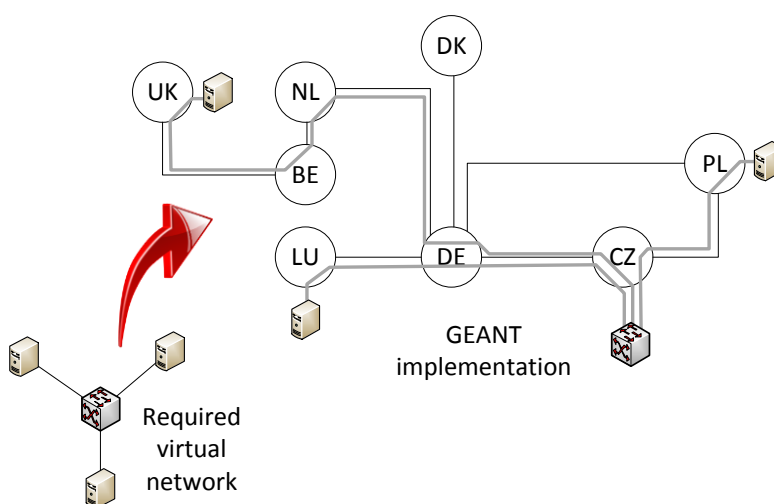 DK
UK
NL
BE
PL
LU
DE
CZ
GEANT
implementation
Required
virtual
network